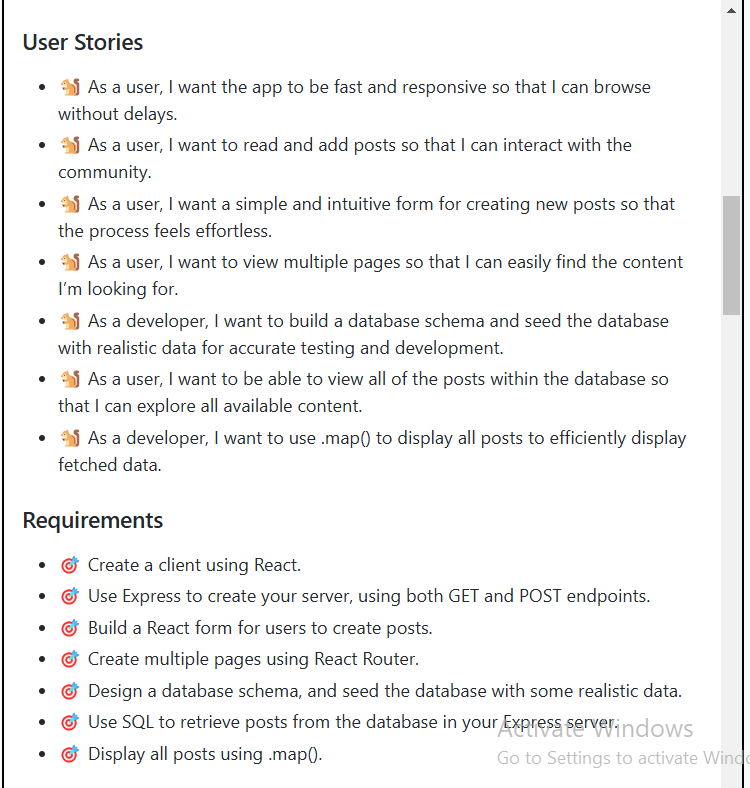 User Stories
🐿️ As a user, I want the app to be fast and responsive so that I can browse
without delays.
🐿️ As a user, I want to read and add posts so that I can interact with the
community.
🐿️ As a user, I want a simple and intuitive form for creating new posts so that
the process feels effortless.
🐿️ As a user, I want to view multiple pages so that I can easily find the content
I’m looking for.
🐿️ As a developer, I want to build a database schema and seed the database
with realistic data for accurate testing and development.
🐿️ As a user, I want to be able to view all of the posts within the database so
that I can explore all available content.
🐿️ As a developer, I want to use .map() to display all posts to efficiently display
fetched data.
Requirements
🎯 Create a client using React.
🎯 Use Express to create your server, using both GET and POST endpoints.
🎯 Build a React form for users to create posts.
🎯 Create multiple pages using React Router.
🎯 Design a database schema, and seed the database with some realistic data.
🎯 Use SQL to retrieve posts from the database in your Express server.
🎯 Display all posts using .map().
Activate Windows
Go to Settings to activate